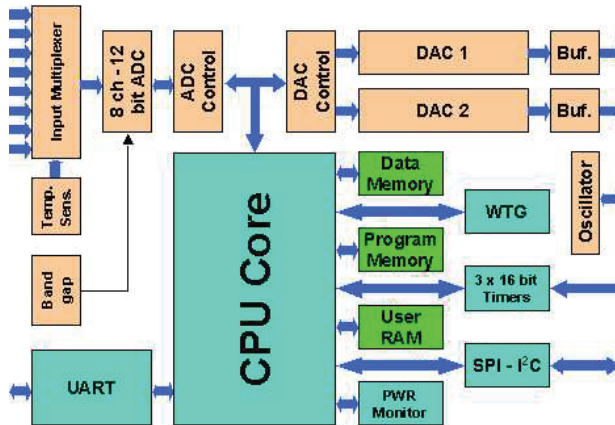 Input Multiplexer
8 ch - 12
bit ADC
ADC
Control
DAC
Control
DAC 1
Buf.
DAC 2
Buf.
Temp.
Sens.
Band
gap
UART
CPU Core
Data
Memory
WTG
Program
Memory
3 x 16 bit
Timers
User
RAM
SPI - I²C
PWR
Monitor
Oscillator